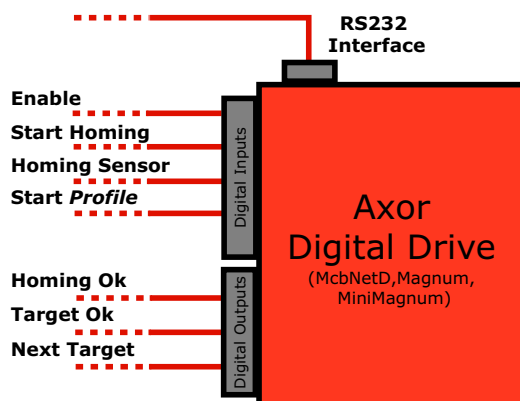 RS232
Interface
Enable
Start Homing
Homing Sensor
Start Profile
Digital Inputs
Axor
Digital Drive
(McbNetD,Magnum,
MiniMagnum)
Homing Ok
Target Ok
Next Target
Digital Outputs